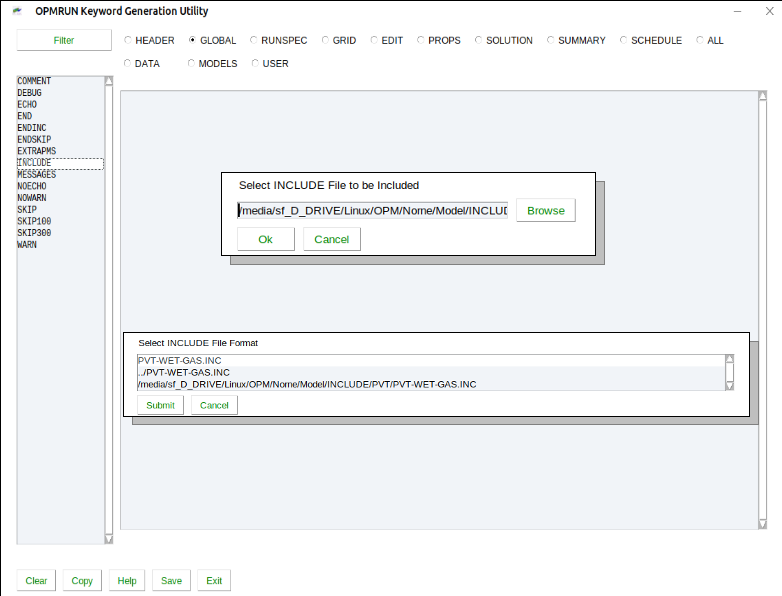 OPMRUN Keyword Generation Utility
Filter
HEADER GLOBAL RUNSPEC GRID EDIT PROPS SOLUTION SUMMARY SCHEDULE ALL
DATA MODELS USER
COMMENT
DEBUG
ECHO
END
ENDINC
ENDSKIP
EXTRAPMS
INCLUDE
MESSAGES
NOECHO
NOWARN
SKIP
SKIP100
SKIP300
WARN
Select INCLUDE File to be Included
/media/sf_D_DRIVE/Linux/OPM/Nome/Model/INCLUD
Browse
Ok Cancel
Select INCLUDE File Format
PVT-WET-GAS.INC
../PVT-WET-GAS.INC
/media/sf_D_DRIVE/Linux/OPM/Nome/Model/INCLUDE/PVT/PVT-WET-GAS.INC
Submit Cancel
Clear Copy Help Save Exit